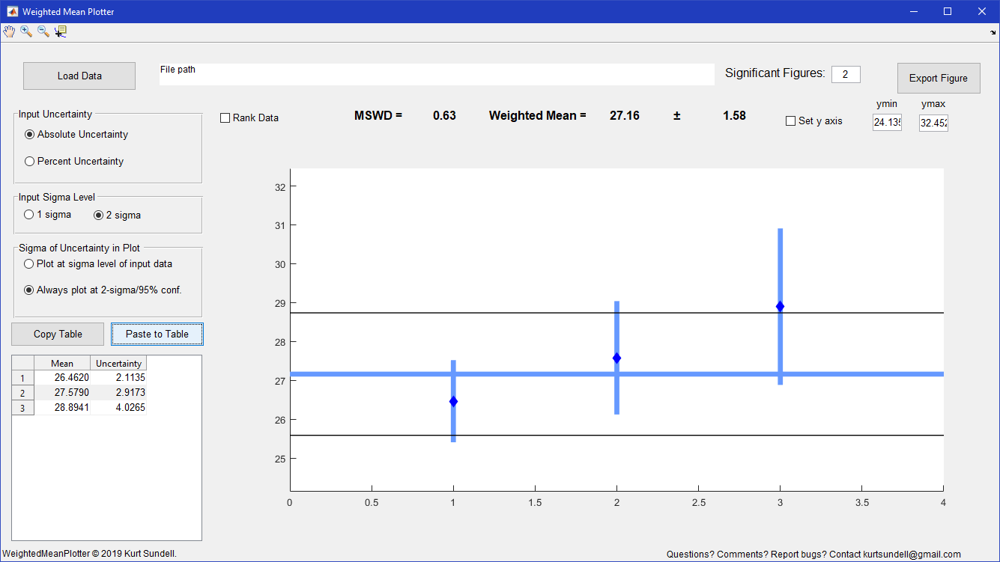 Weighted Mean Plotter
Load Data
File path
Significant Figures: 2
Export Figure
Input Uncertainty
Absolute Uncertainty
Percent Uncertainty
Rank Data
MSWD = 0.63 Weighted Mean = 27.16 ± 1.58
Set y axis
ymin ymax
24.135 32.452
Input Sigma Level
1 sigma 2 sigma
Sigma of Uncertainty in Plot
Plot at sigma level of input data
Always plot at 2-sigma/95% conf.
Copy Table Paste to Table
Mean Uncertainty
1 26.4620 2.1135
2 27.5790 2.9173
3 28.8941 4.0265
32
31
30
29
28
27
26
25
0 0.5 1 1.5 2 2.5 3 3.5 4
WeightedMeanPlotter © 2019 Kurt Sundell.
Questions? Comments? Report bugs? Contact kurtsundell@gmail.com